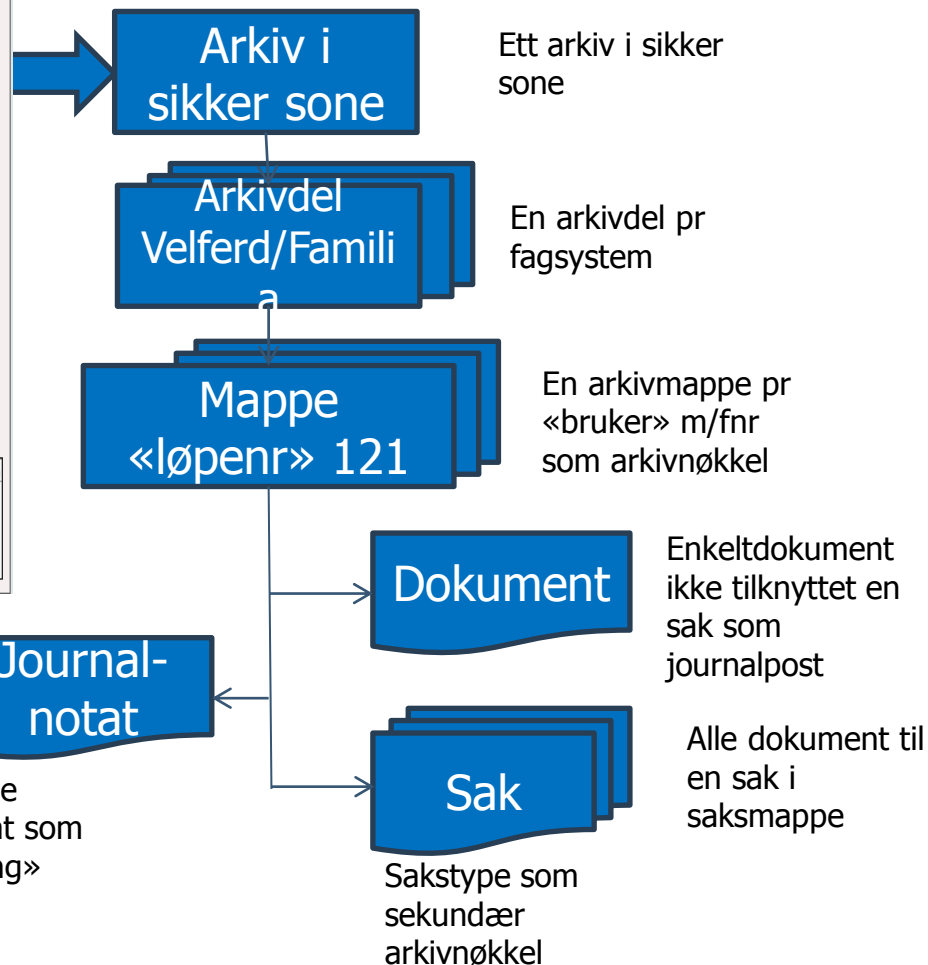 Arkiv i
sikker sone
Ett arkiv i sikker
sone
Arkivdel
Velferd/Famili
a
En arkivdel pr
fagsystem
Mappe
«løpenr» 121
En arkivmappe pr
«bruker» m/fnr
som arkivnøkkel
Dokument
Enkeltdokument
ikke tilknyttet en
sak som
journalpost
Journal-
notat
Sak
Alle dokument til
en sak i
saksmappe
som
Sakstype som
sekundær
arkivnøkkel